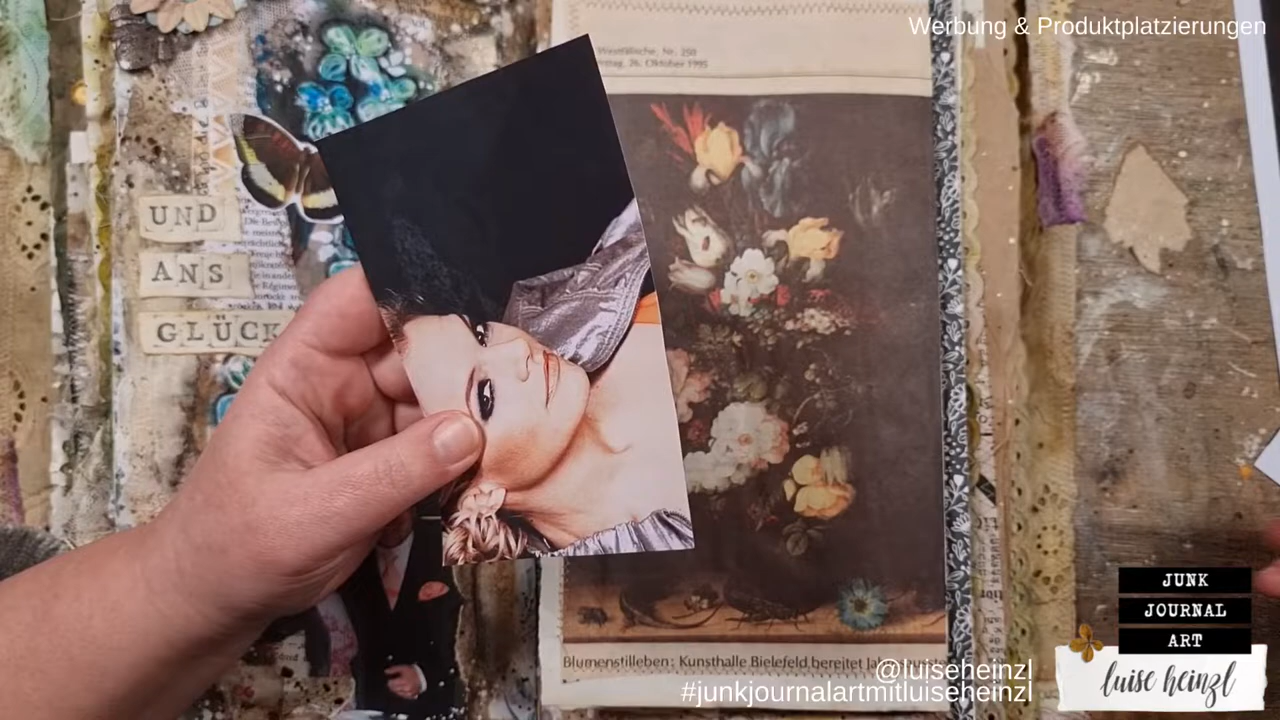 Werbung & Produktplatzierungen
Westfälische, Nr. 250
26. Oktober 1995
UND
ANS
GLÜCK
Blumenstilleben: Kunsthalle Bielefeld bereitet
@luiseheinzl
#junkjournalartmitluiseheinzl
JUNK
JOURNAL
ART
luise heinzl